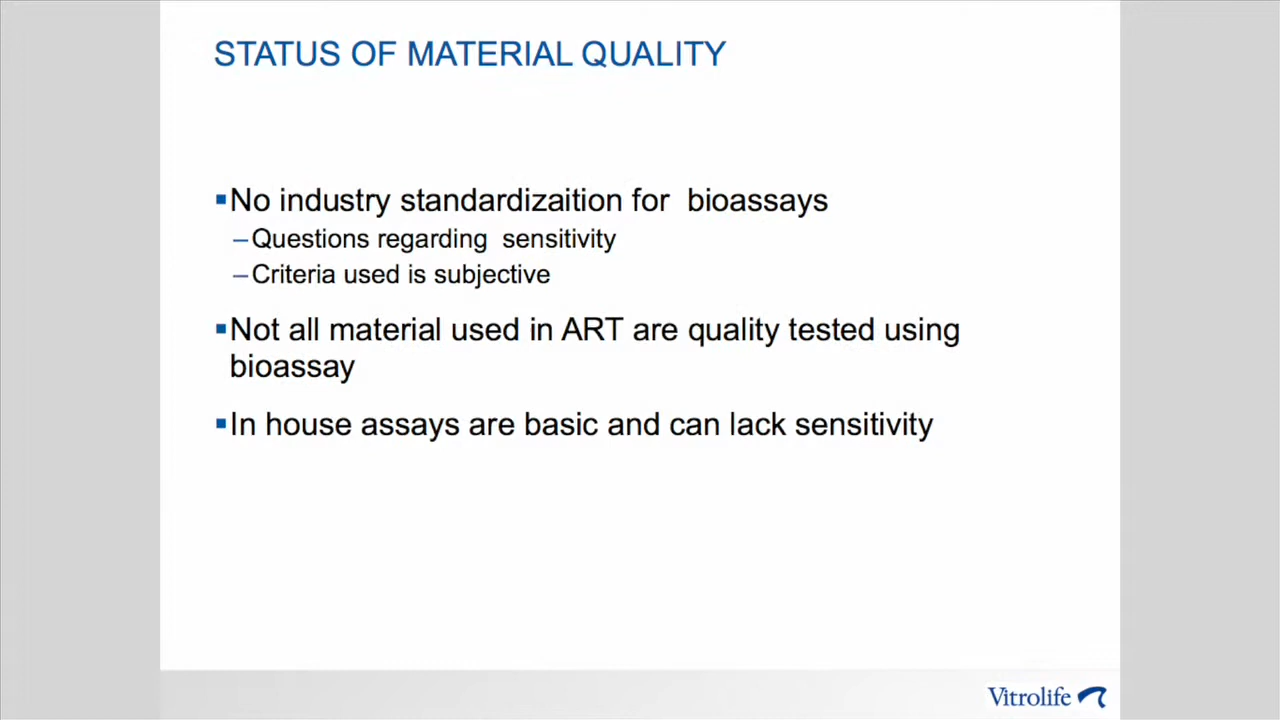 STATUS OF MATERIAL QUALITY
▪No industry standardizaition for bioassays
–Questions regarding sensitivity
–Criteria used is subjective
▪Not all material used in ART are quality tested using
bioassay
▪In house assays are basic and can lack sensitivity
Vitrolife